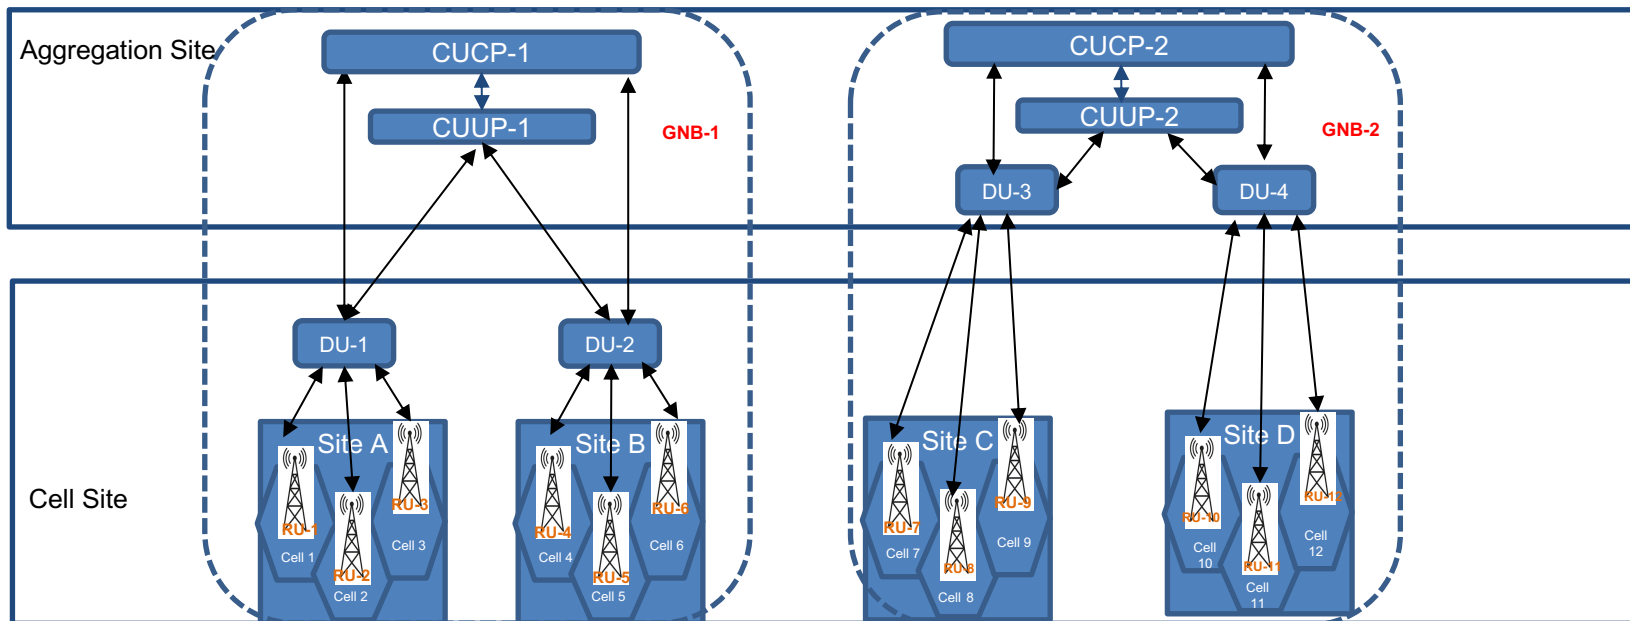 Aggregation Site
CUCP-1
CUUP-1
GNB-1
CUCP-2
CUUP-2
GNB-2
DU-3
DU-4
Cell Site
DU-1
DU-2
Site A
RU-1
RU-2
RU-3
Cell 1
Cell 2
Cell 3
Site B
RU-4
RU-5
RU-6
Cell 4
Cell 5
Cell 6
Site C
RU-7
RU-8
RU-9
Cell 7
Cell 8
Cell 9
Site D
RU-10
RU-11
RU-12
Cell
10
Cell
11
Cell
12